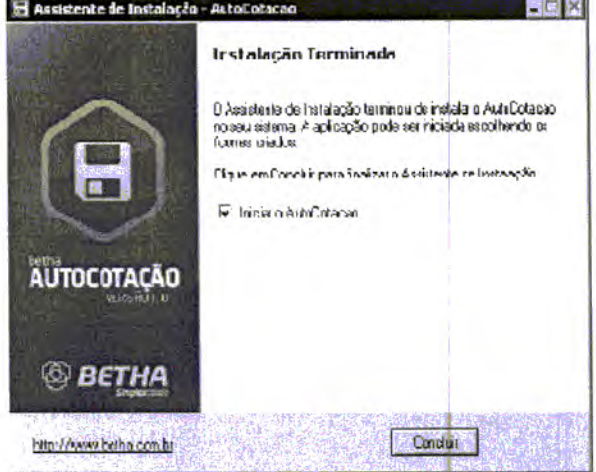 Assistente de Instalação - AutoCotacao
Instalação Terminada
O Assistente de Instalação terminou de instalar o AutoCotacao
no seu sistema. A aplicação pode ser iniciada escolhendo os
ícones criados.
Clique em Concluir para finalizar o Assistente de Instalação.
Iniciar o AutoCotacao
betha
AUTOCOTAÇÃO
BETHA
http://www.betha.com.br
Concluir